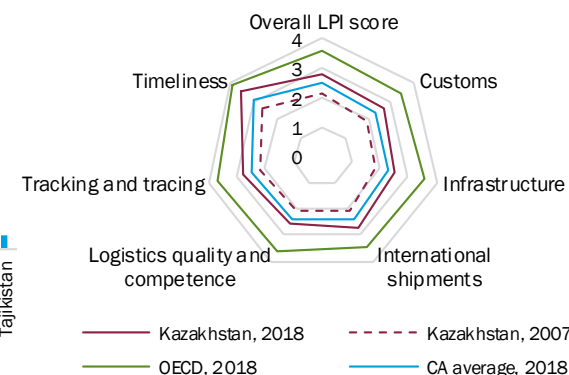 Overall LPI score
4
3
2
1
0
Timeliness
Customs
Tracking and tracing
Infrastructure
Logistics quality and
competence
International
shipments
Tajikistan
Kazakhstan, 2018
Kazakhstan, 2007
OECD, 2018
CA average, 2018